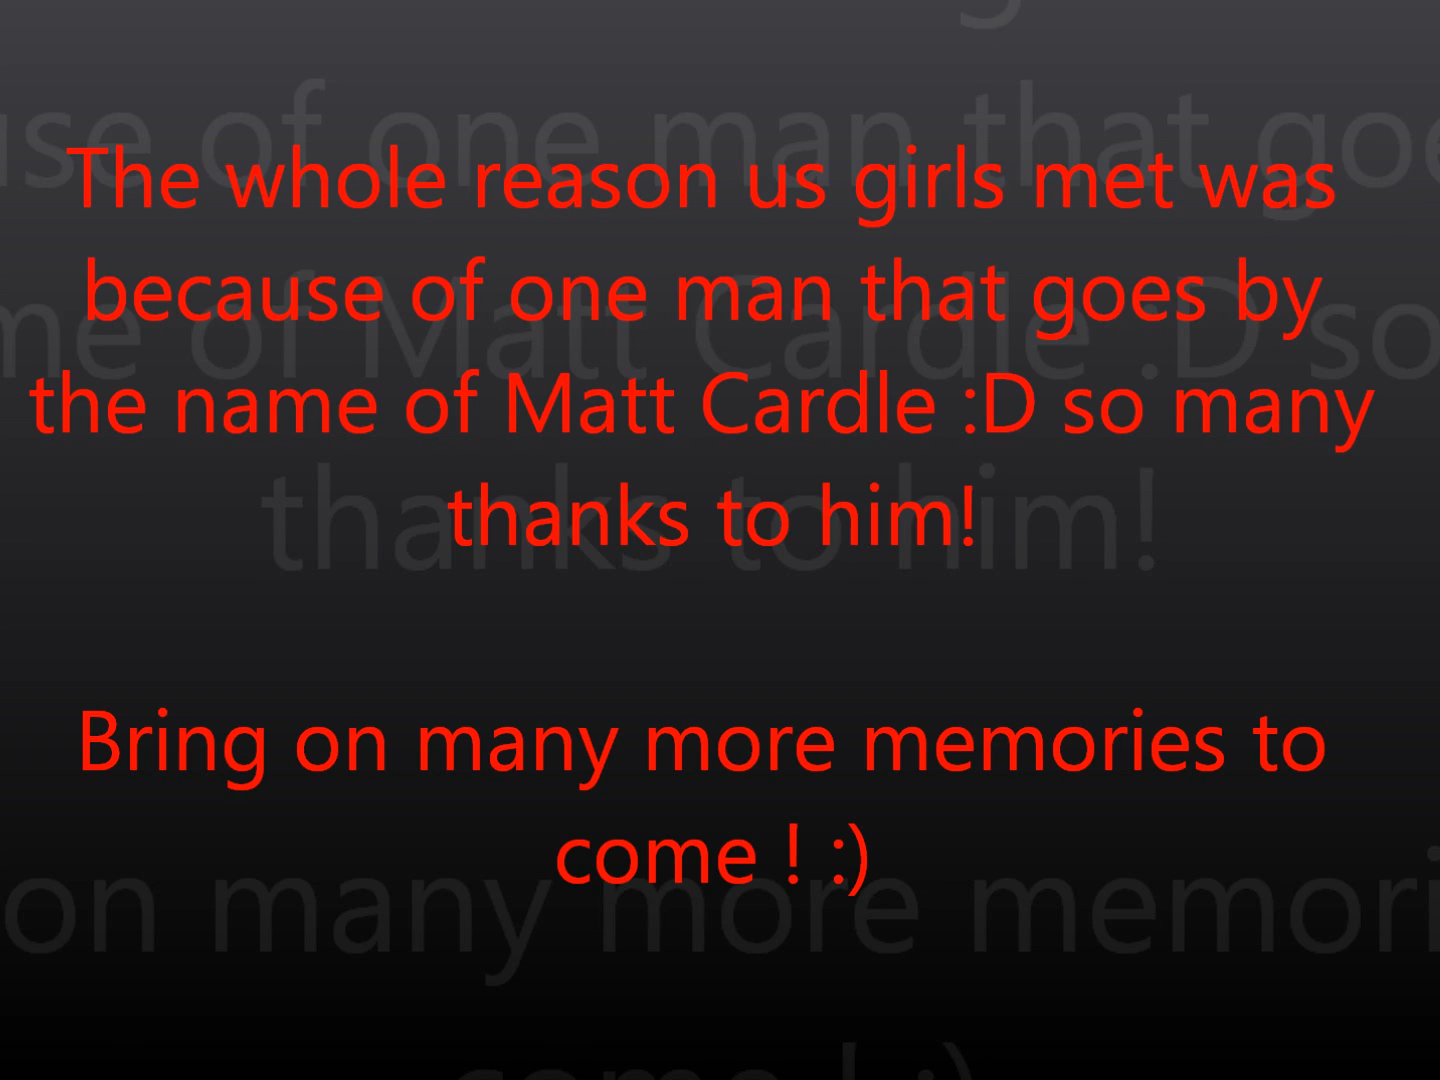 The whole reason us girls met was
because of one man that goes by
the name of Matt Cardle :D so many
thanks to him!
Bring on many more memories to
come ! :)